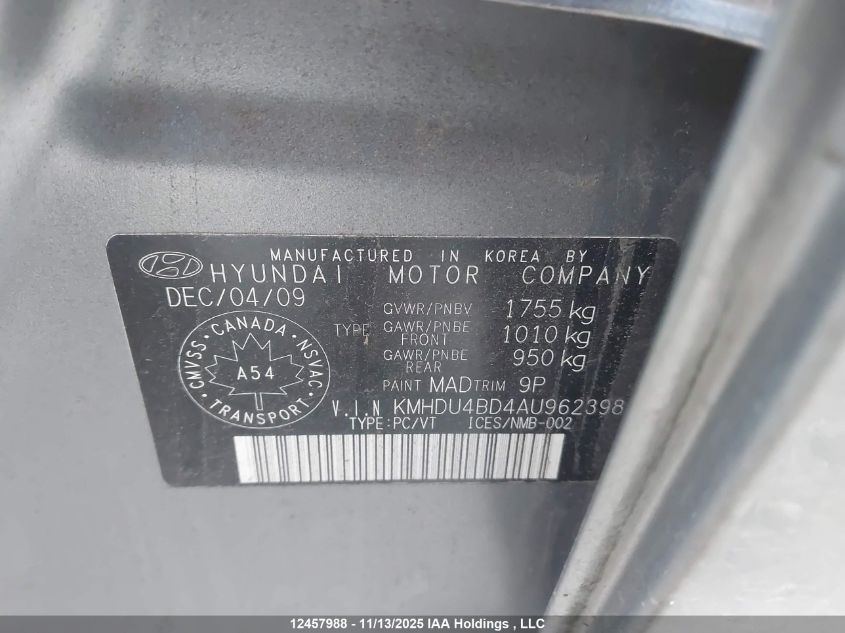 MANUFACTURED IN KOREA BY
HYUNDAI MOTOR COMPANY
DEC/04/09
GVWR/PNBV 1755 kg
TYPE GAWR/PNBE FRONT 1010 kg
GAWR/PNBE REAR 950 kg
PAINT MAD TRIM 9P
CANADA
CMVSS · NSVAC
A54
TRANSPORT
V.I.N KMHDU4BD4AU962398
TYPE:PC/VT ICES/NMB-002
12457988 - 11/13/2025 IAA Holdings , LLC